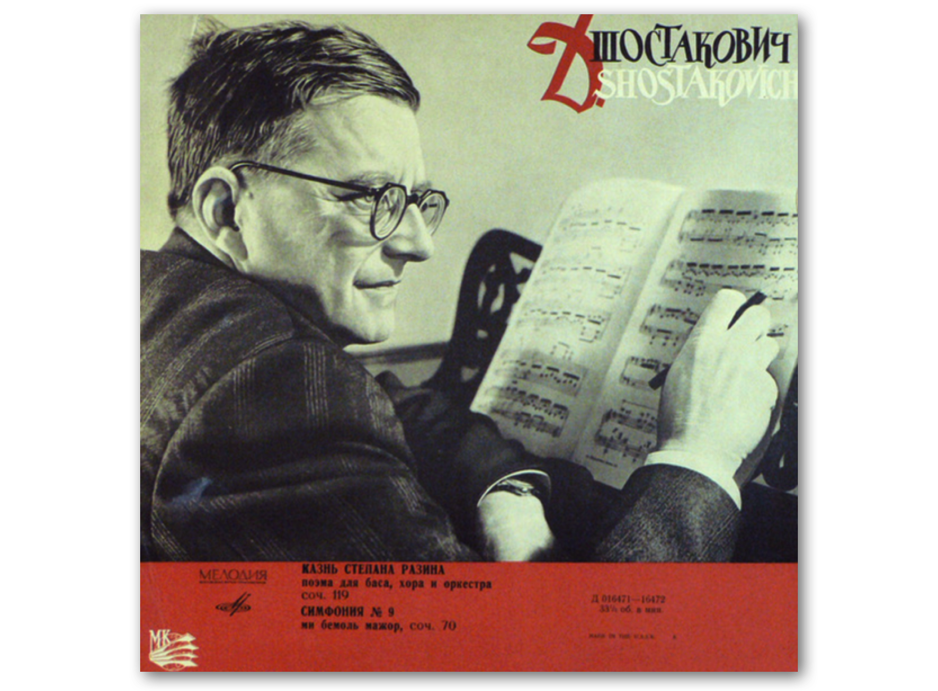 Д. ШОСТАКОВИЧ
SHOSTAKOVICH
МЕЛОДИЯ
КАЗНЬ СТЕПАНА РАЗИНА
поэма для баса, хора и оркестра
соч. 119
СИМФОНИЯ № 9
ми бемоль мажор, соч. 70
Д 016471—16472
33⅓ об. в мин.
MADE IN THE U.S.S.R.
МК